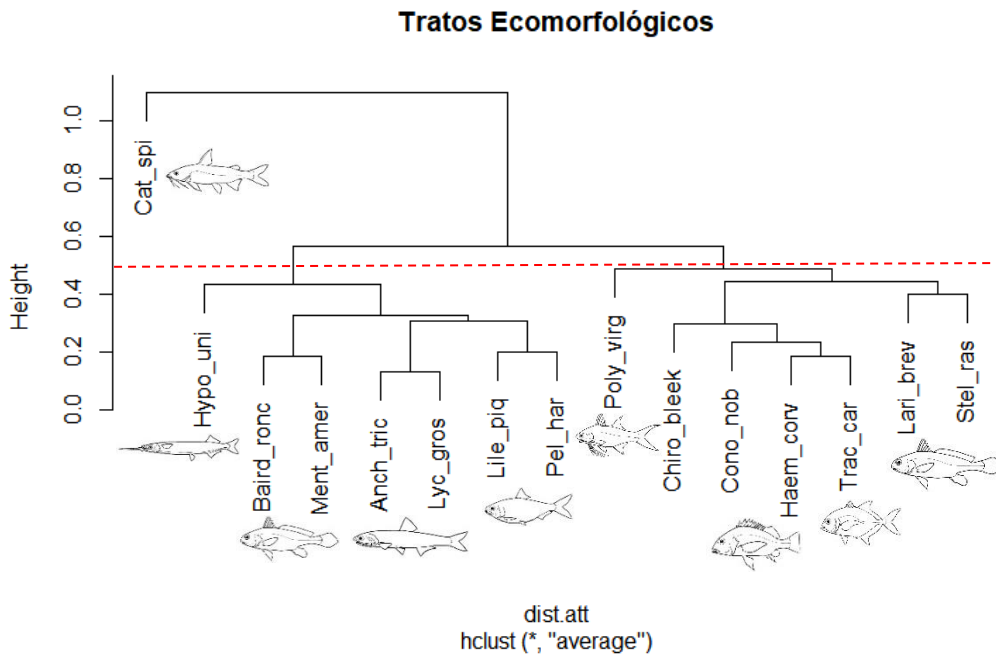 Tratos Ecomorfológicos
Height
1.0
0.8
0.6
0.4
0.2
0.0
Cat_spi
Hypo_uni
Baird_ronc
Ment_amer
Anch_tric
Lyc_gros
Lile_piq
Pel_har
Poly_virg
Chiro_bleek
Cono_nob
Haem_corv
Trac_car
Lari_brev
Stel_ras
dist.att
hclust (*, "average")